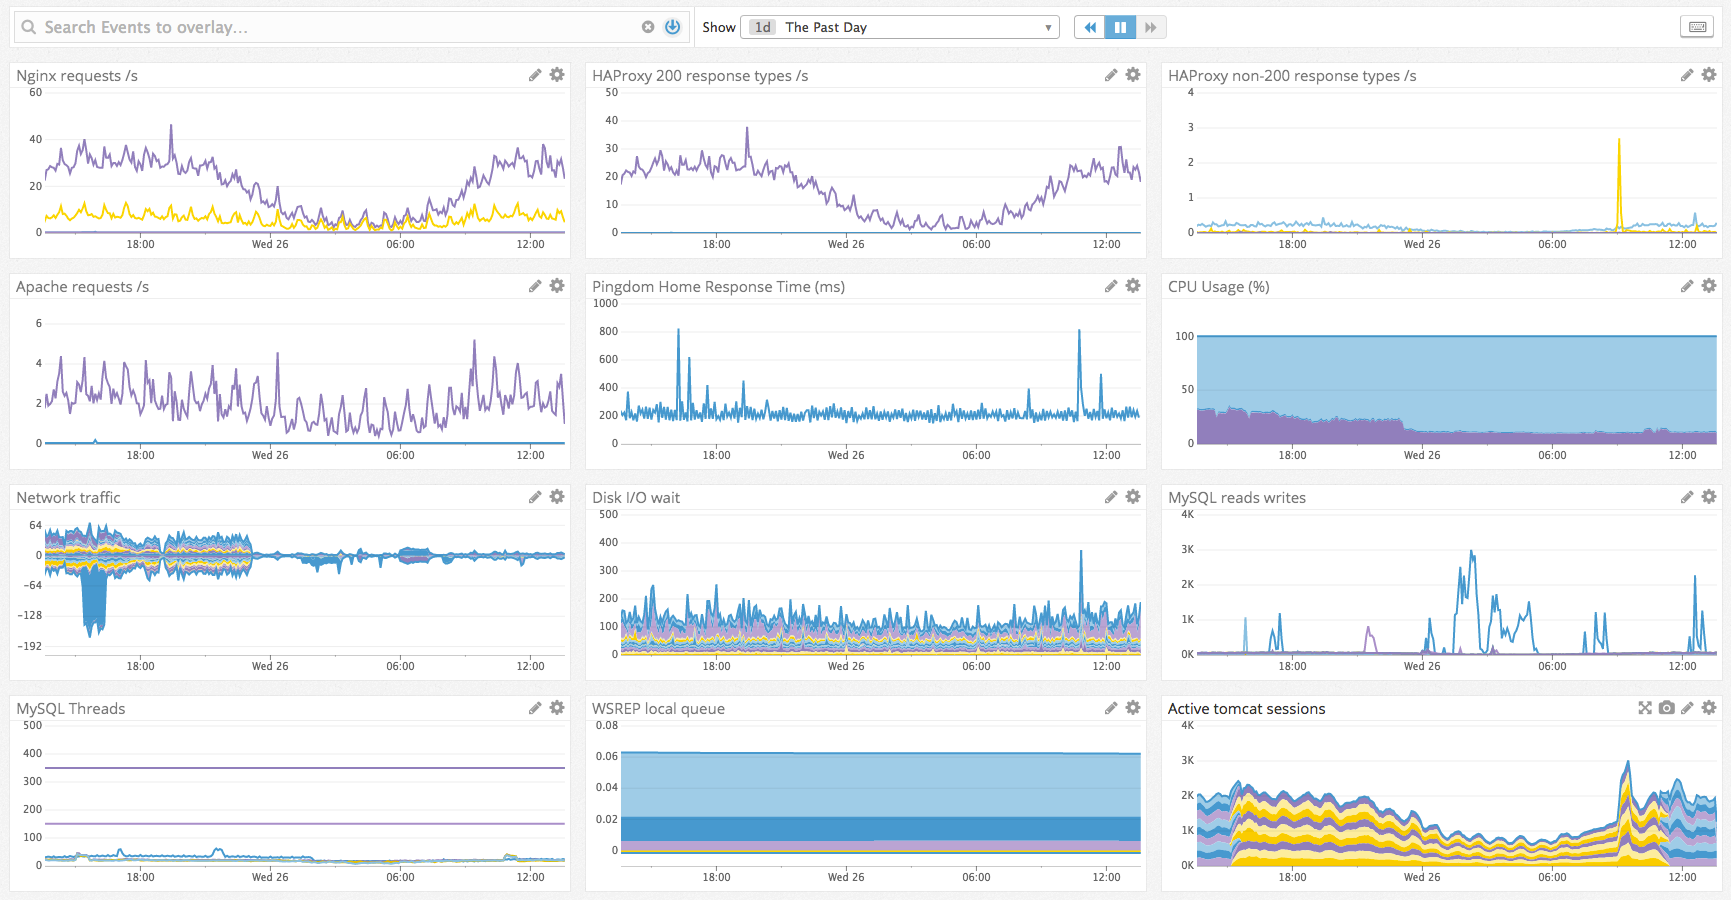 Search Events to overlay...
Show 1d The Past Day
Nginx requests /s
60
40
20
0
18:00 Wed 26 06:00 12:00
HAProxy 200 response types /s
50
40
30
20
10
0
18:00 Wed 26 06:00 12:00
HAProxy non-200 response types /s
4
3
2
1
0
18:00 Wed 26 06:00 12:00
Apache requests /s
6
4
2
0
18:00 Wed 26 06:00 12:00
Pingdom Home Response Time (ms)
1000
800
600
400
200
0
18:00 Wed 26 06:00 12:00
CPU Usage (%)
100
50
0
18:00 Wed 26 06:00 12:00
Network traffic
64
0
-64
-128
-192
18:00 Wed 26 06:00 12:00
Disk I/O wait
500
400
300
200
100
0
18:00 Wed 26 06:00 12:00
MySQL reads writes
4K
3K
2K
1K
0K
18:00 Wed 26 06:00 12:00
MySQL Threads
500
400
300
200
100
0
18:00 Wed 26 06:00 12:00
WSREP local queue
0.08
0.06
0.04
0.02
0
18:00 Wed 26 06:00 12:00
Active tomcat sessions
4K
3K
2K
1K
0K
18:00 Wed 26 06:00 12:00